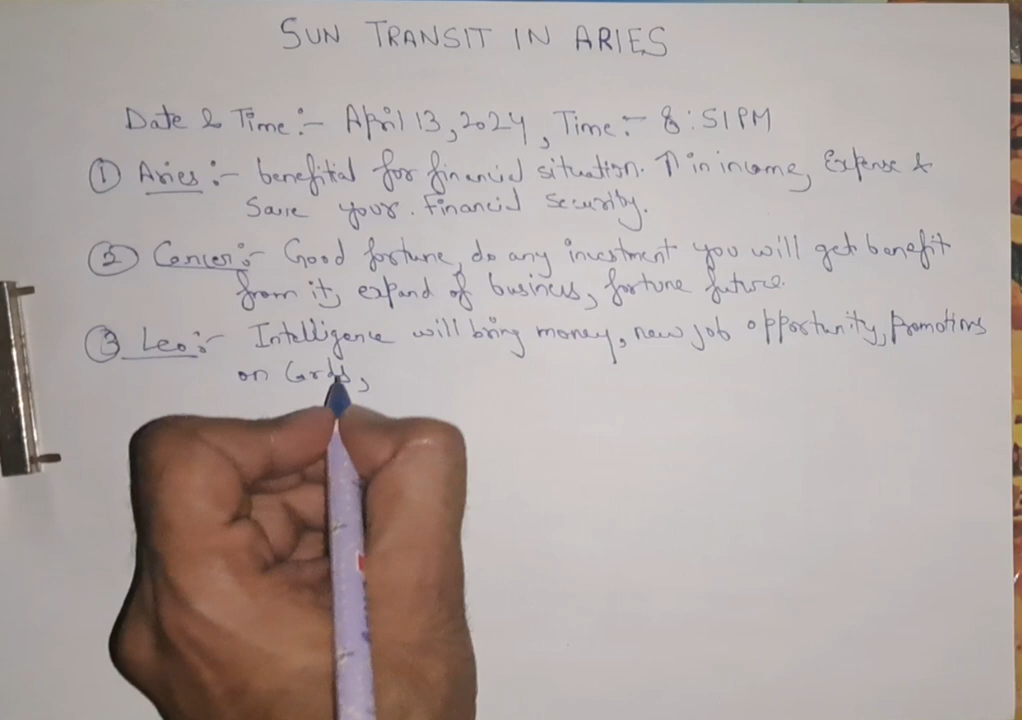 SUN TRANSIT IN ARIES
Date & Time:- April 13, 2024, Time:- 8:51PM
① Aries:- benefitial for financial situation. ↑ in income, Expense &
Save your. financial security.
② Cancer:- Good fortune, do any investment you will get benefit
from it, expand of business, fortune future.
③ Leo:- Intelligence will bring money, new job opportunity, promotions
on